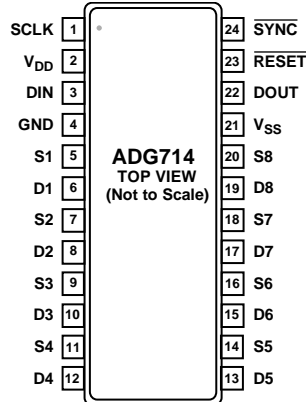 SCLK 1 24 SYNC
VDD 2 23 RESET
DIN 3 22 DOUT
GND 4 21 VSS
S1 5 ADG714 20 S8
D1 6 TOP VIEW 19 D8
(Not to Scale)
S2 7 18 S7
D2 8 17 D7
S3 9 16 S6
D3 10 15 D6
S4 11 14 S5
D4 12 13 D5